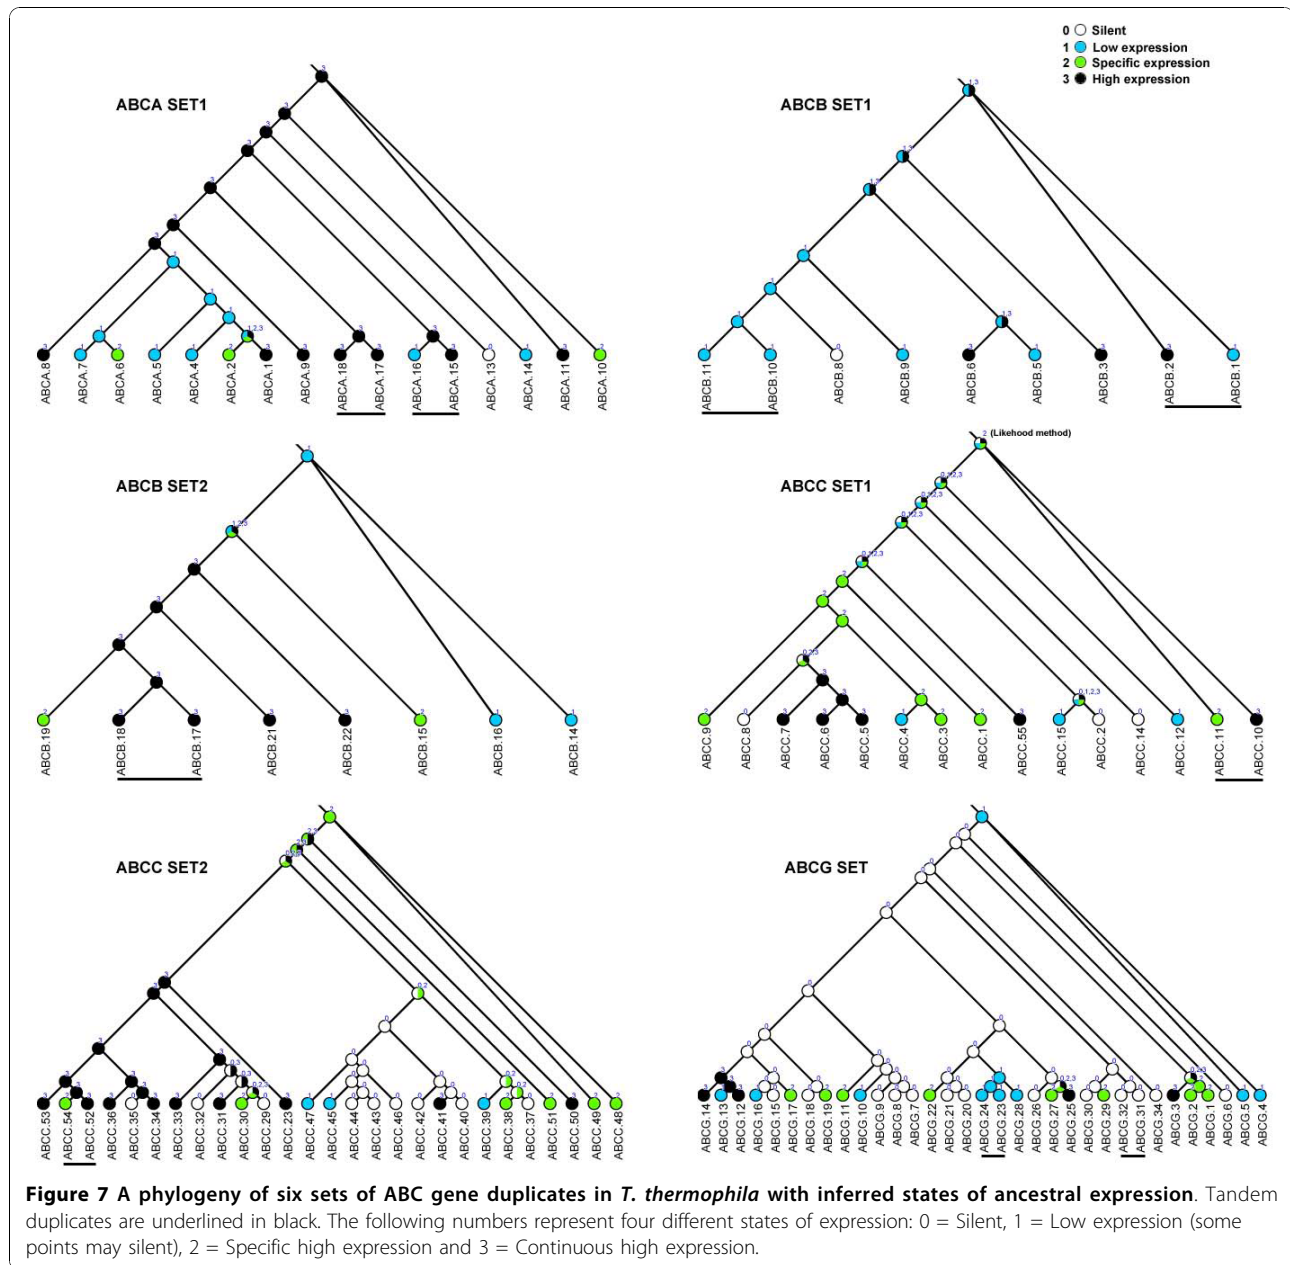 0 Silent
1 Low expression
2 Specific expression
3 High expression
ABCA SET1
ABCA.8
ABCA.7
ABCA.6
ABCA.5
ABCA.4
ABCA.2
ABCA.1
ABCA.9
ABCA.18
ABCA.17
ABCA.16
ABCA.15
ABCA.13
ABCA.14
ABCA.11
ABCA.10
ABCB SET1
ABCB.11
ABCB.10
ABCB.8
ABCB.9
ABCB.6
ABCB.5
ABCB.3
ABCB.2
ABCB.1
ABCB SET2
ABCB.19
ABCB.18
ABCB.17
ABCB.21
ABCB.22
ABCB.15
ABCB.16
ABCB.14
2 (Likehood method)
ABCC SET1
ABCC.9
ABCC.8
ABCC.7
ABCC.6
ABCC.5
ABCC.4
ABCC.3
ABCC.1
ABCC.55
ABCC.15
ABCC.2
ABCC.14
ABCC.12
ABCC.11
ABCC.10
ABCC SET2
ABCC.53
ABCC.54
ABCC.52
ABCC.36
ABCC.35
ABCC.34
ABCC.33
ABCC.32
ABCC.31
ABCC.30
ABCC.29
ABCC.23
ABCC.47
ABCC.45
ABCC.44
ABCC.43
ABCC.46
ABCC.42
ABCC.41
ABCC.40
ABCC.39
ABCC.38
ABCC.37
ABCC.51
ABCC.50
ABCC.49
ABCC.48
ABCG SET
ABCG.14
ABCG.13
ABCG.12
ABCG.16
ABCG.15
ABCG.17
ABCG.18
ABCG.19
ABCG.11
ABCG.10
ABCG.9
ABCG.8
ABCG.7
ABCG.22
ABCG.21
ABCG.20
ABCG.24
ABCG.23
ABCG.28
ABCG.26
ABCG.27
ABCG.25
ABCG.30
ABCG.29
ABCG.32
ABCG.31
ABCG.34
ABCG.3
ABCG.2
ABCG.1
ABCG.6
ABCG.5
ABCG.4
Figure 7 A phylogeny of six sets of ABC gene duplicates in T. thermophila with inferred states of ancestral expression. Tandem
duplicates are underlined in black. The following numbers represent four different states of expression: 0 = Silent, 1 = Low expression (some
points may silent), 2 = Specific high expression and 3 = Continuous high expression.